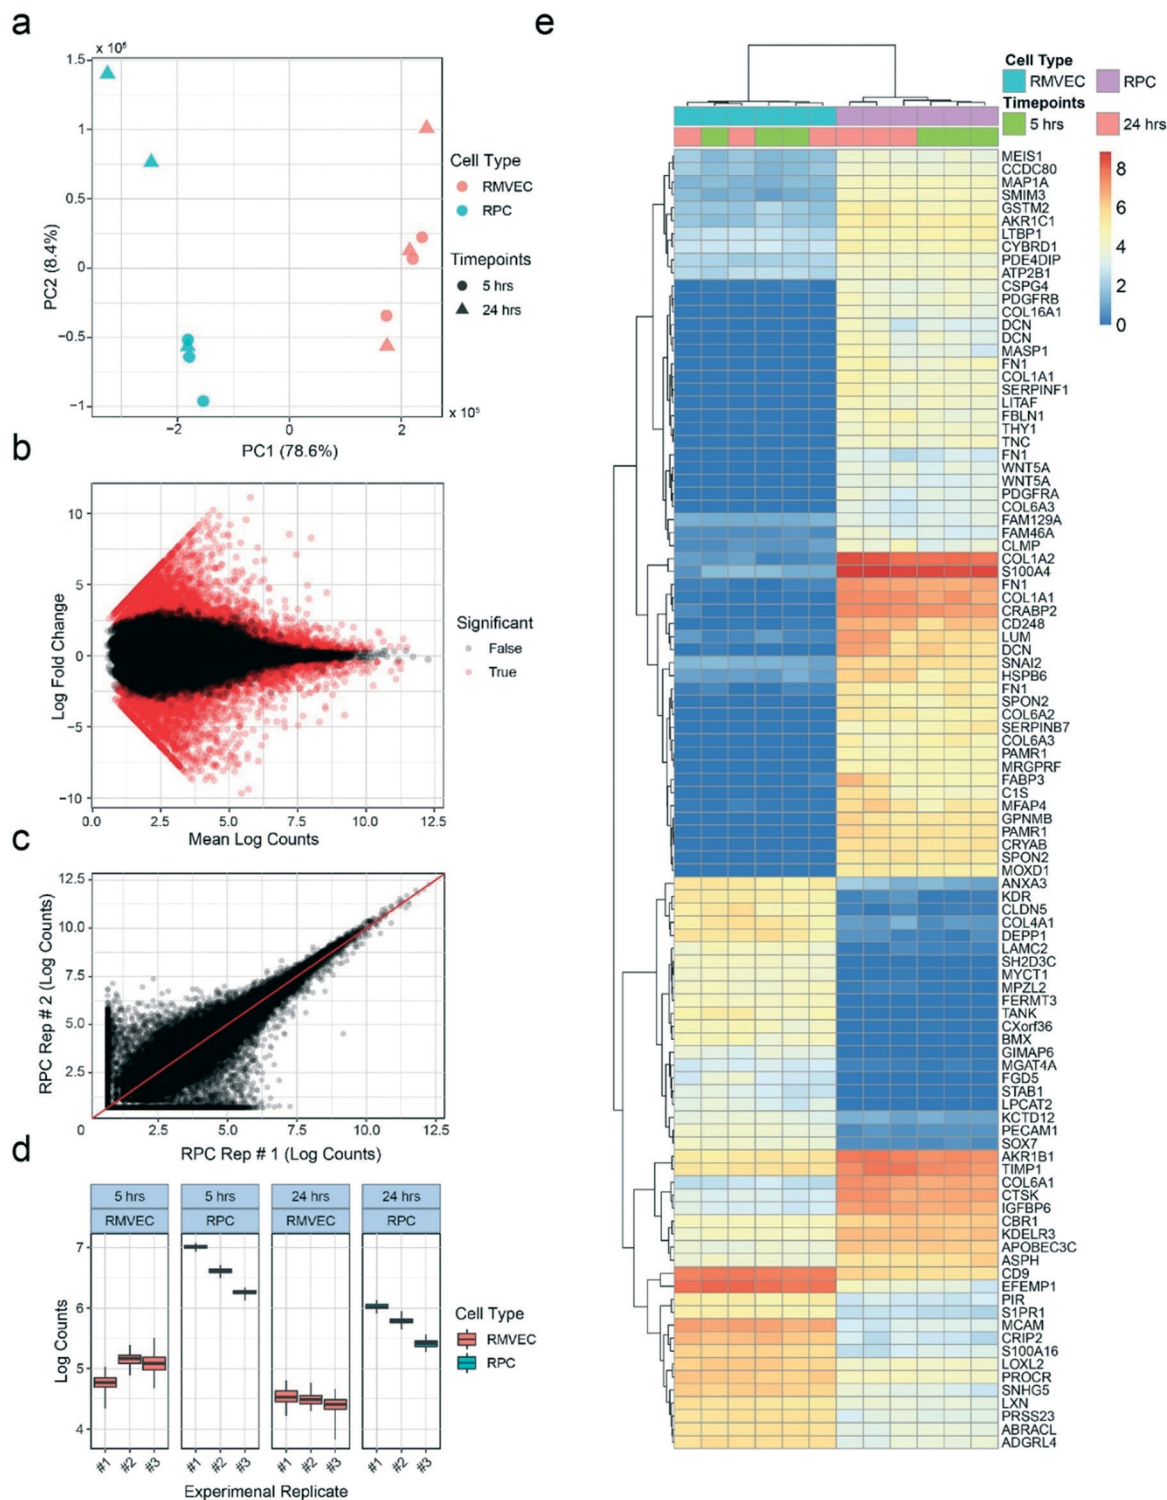 a
x 10⁵
1.5
1
0.5
0
−0.5
−1
−2
0
2
x 10⁵
PC1 (78.6%)
PC2 (8.4%)
Cell Type
RMVEC
RPC
Timepoints
5 hrs
24 hrs
b
10
5
0
−5
−10
0.0
2.5
5.0
7.5
10.0
12.5
Mean Log Counts
Log Fold Change
Significant
False
True
c
12.5
10.0
7.5
5.0
2.5
0
2.5
5.0
7.5
10.0
12.5
RPC Rep # 1 (Log Counts)
RPC Rep # 2 (Log Counts)
d
5 hrs
5 hrs
24 hrs
24 hrs
RMVEC
RPC
RMVEC
RPC
7
6
5
4
Log Counts
#1
#2
#3
#1
#2
#3
#1
#2
#3
#1
#2
#3
Experimenal Replicate
Cell Type
RMVEC
RPC
e
Cell Type
RMVEC
RPC
Timepoints
5 hrs
24 hrs
8
6
4
2
0
MEIS1
CCDC80
MAP1A
SMIM3
GSTM2
AKR1C1
LTBP1
CYBRD1
PDE4DIP
ATP2B1
CSPG4
PDGFRB
COL16A1
DCN
DCN
MASP1
FN1
COL1A1
SERPINF1
LITAF
FBLN1
THY1
TNC
FN1
WNT5A
WNT5A
PDGFRA
COL6A3
FAM129A
FAM46A
CLMP
COL1A2
S100A4
FN1
COL1A1
CRABP2
CD248
LUM
DCN
SNAI2
HSPB6
FN1
SPON2
COL6A2
SERPINB7
COL6A3
PAMR1
MRGPRF
FABP3
C1S
MFAP4
GPNMB
PAMR1
CRYAB
SPON2
MOXD1
ANXA3
KDR
CLDN5
COL4A1
DEPP1
LAMC2
SH2D3C
MYCT1
MPZL2
FERMT3
TANK
CXorf36
BMX
GIMAP6
MGAT4A
FGD5
STAB1
LPCAT2
KCTD12
PECAM1
SOX7
AKR1B1
TIMP1
COL6A1
CTSK
IGFBP6
CBR1
KDELR3
APOBEC3C
ASPH
CD9
EFEMP1
PIR
S1PR1
MCAM
CRIP2
S100A16
LOXL2
PROCR
SNHG5
LXN
PRSS23
ABRACL
ADGRL4